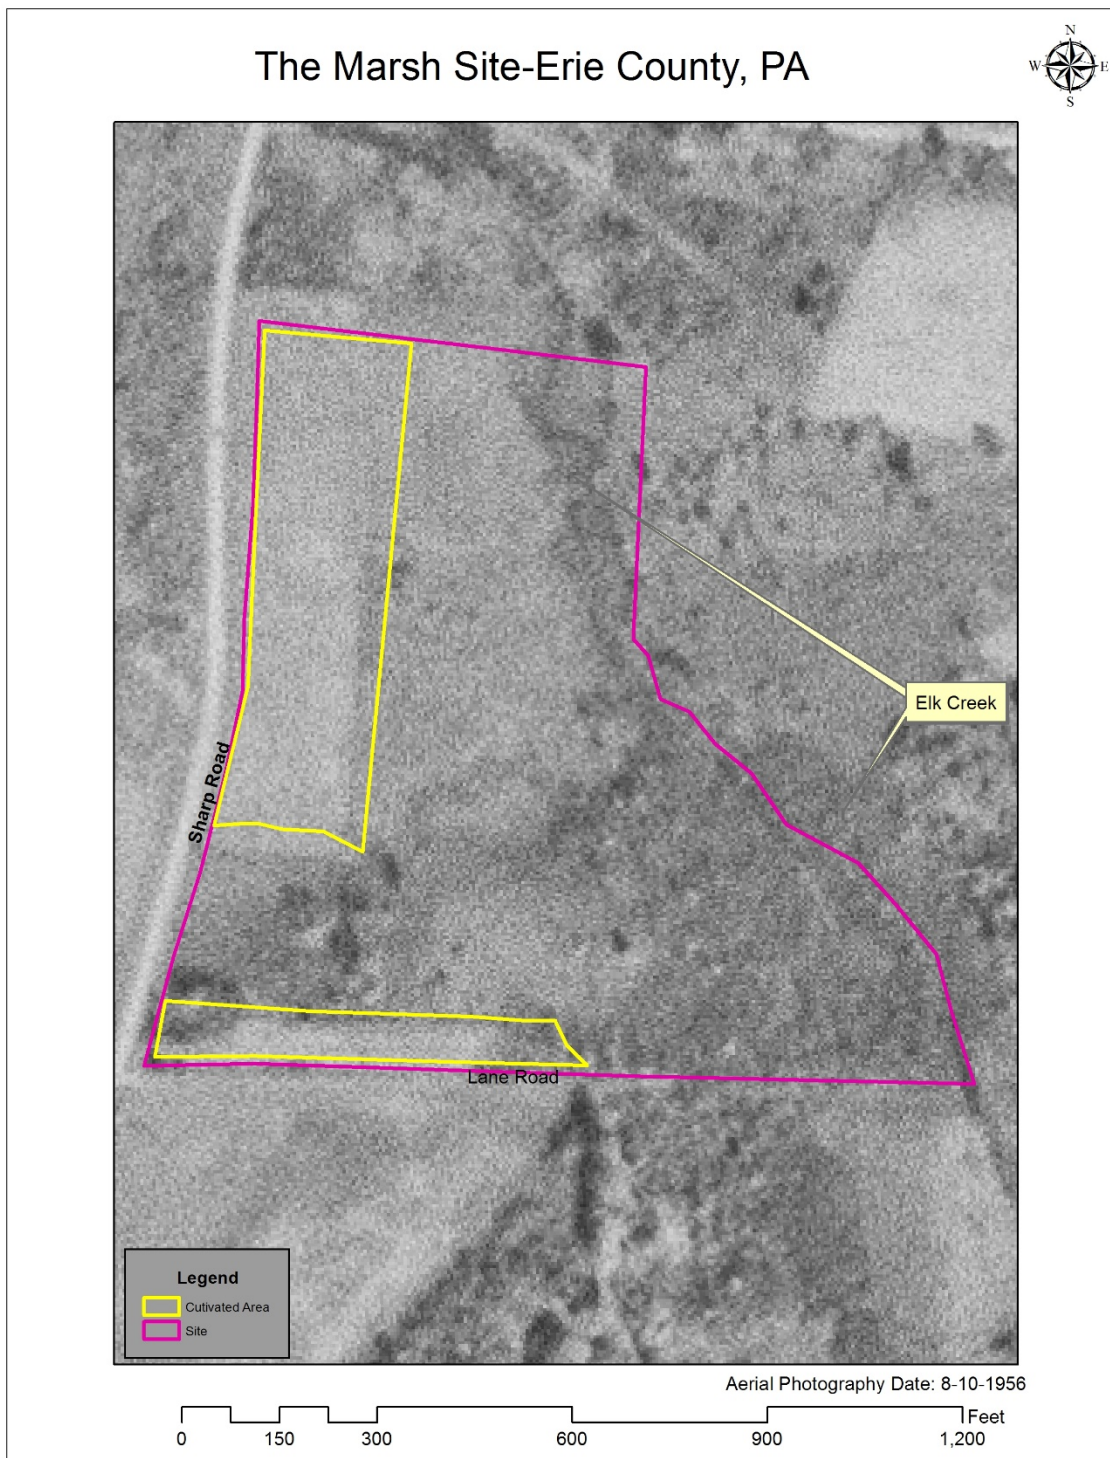 The Marsh Site-Erie County, PA
N
W
E
S
Elk Creek
Sharp Road
Lane Road
Legend
Cutivated Area
Site
Aerial Photography Date: 8-10-1956
Feet
0 150 300 600 900 1,200